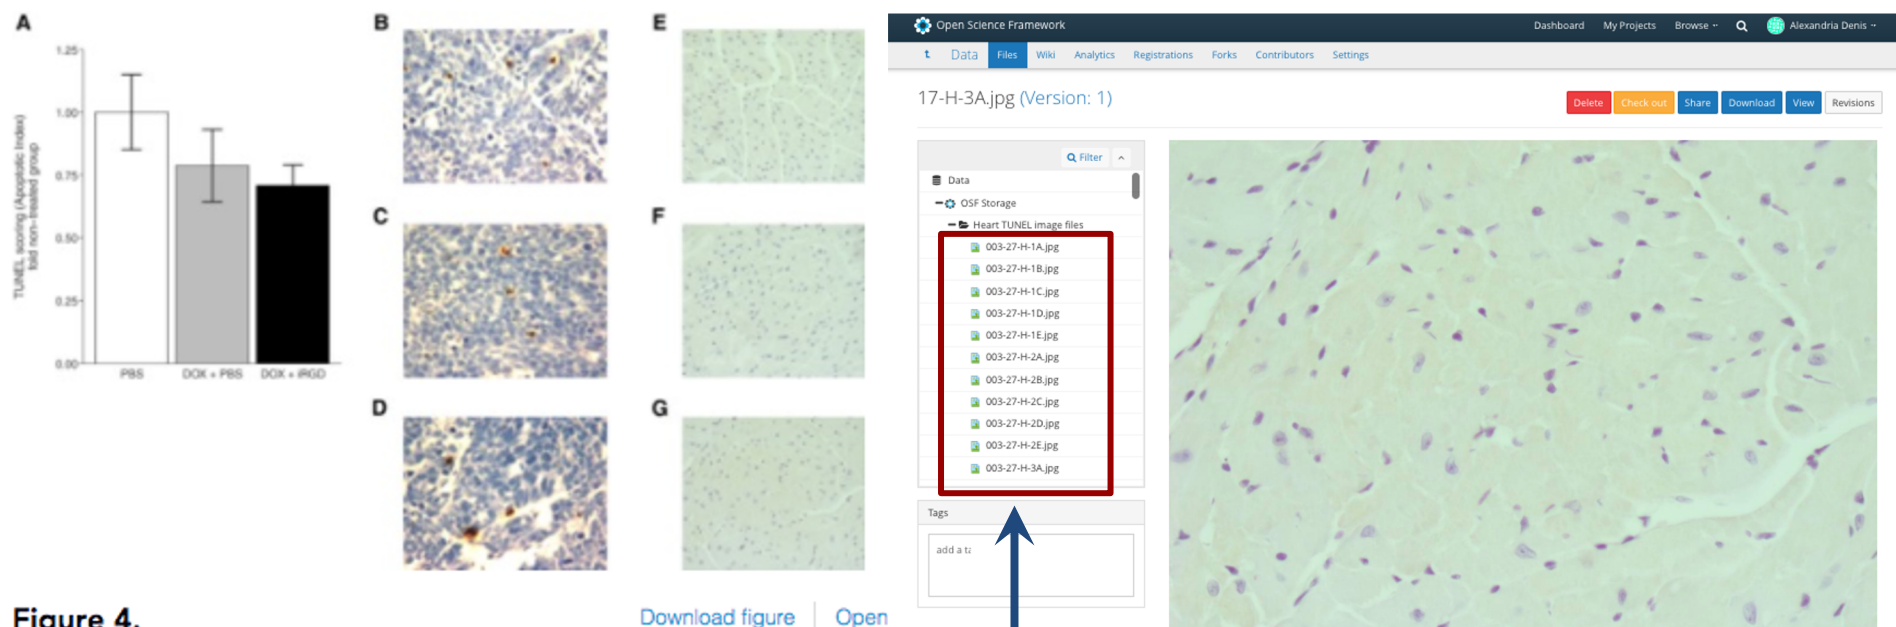 A
B
E
1.25
1.00
0.75
0.50
0.25
0.00
TUNEL scoring (Apoptotic Index)
fold non-treated group
PBS
DOX + PBS
DOX + iRGD
C
F
D
G
Figure 4.
Download figure
Open
Open Science Framework
Dashboard
My Projects
Browse
Alexandria Denis
Data
Files
Wiki
Analytics
Registrations
Forks
Contributors
Settings
17-H-3A.jpg (Version: 1)
Delete
Check out
Share
Download
View
Revisions
Filter
Data
OSF Storage
Heart TUNEL image files
003-27-H-1A.jpg
003-27-H-1B.jpg
003-27-H-1C.jpg
003-27-H-1D.jpg
003-27-H-1E.jpg
003-27-H-2A.jpg
003-27-H-2B.jpg
003-27-H-2C.jpg
003-27-H-2D.jpg
003-27-H-2E.jpg
003-27-H-3A.jpg
Tags
add a ta